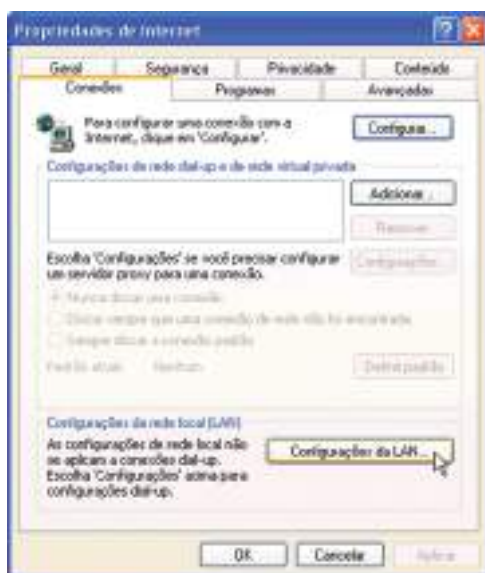 Propriedades de Internet
Geral Segurança Privacidade Conteúdo
Conexões Programas Avançadas
Para configurar uma conexão com a
Internet, clique em 'Configurar'.
Configurar...
Configurações de rede dial-up e de rede virtual privada
Adicionar...
Remover
Escolha 'Configurações' se você precisar configurar
um servidor proxy para uma conexão.
Configurações...
Nunca discar uma conexão
Discar sempre que uma conexão de rede não for encontrada
Sempre discar a conexão padrão
Padrão atual: Nenhum
Definir padrão
Configurações da rede local (LAN)
As configurações de rede local não
se aplicam a conexões dial-up.
Escolha 'Configurações' acima para
configurações dial-up.
Configurações da LAN...
OK Cancelar Aplicar